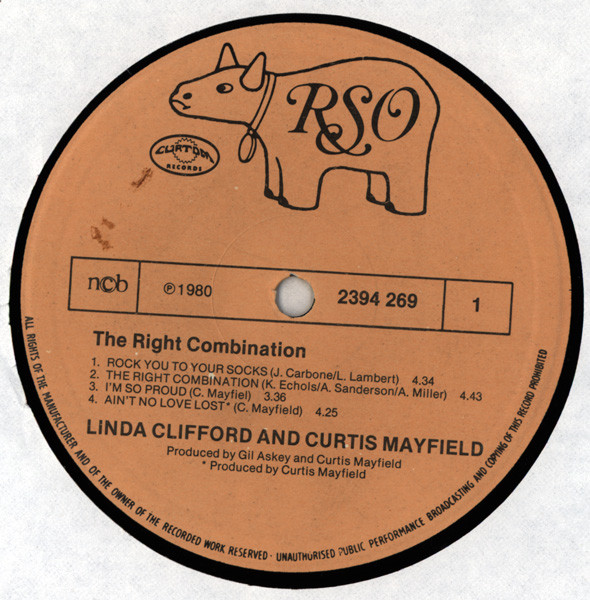 RSO
CURTOM
RECORDS
ncb
℗1980
2394 269
1
The Right Combination
1. ROCK YOU TO YOUR SOCKS (J. Carbone/L. Lambert) 4.34
2. THE RIGHT COMBINATION (K. Echols/A. Sanderson/A. Miller) 4.43
3. I'M SO PROUD (C. Mayfiel) 3.36
4. AIN'T NO LOVE LOST* (C. Mayfield) 4.25
LiNDA CLIFFORD AND CURTIS MAYFIELD
Produced by Gil Askey and Curtis Mayfield
* Produced by Curtis Mayfield
ALL RIGHTS OF THE MANUFACTURER AND OF THE OWNER OF THE RECORDED WORK RESERVED · UNAUTHORISED PUBLIC PERFORMANCE BROADCASTING AND COPYING OF THIS RECORD PROHIBITED